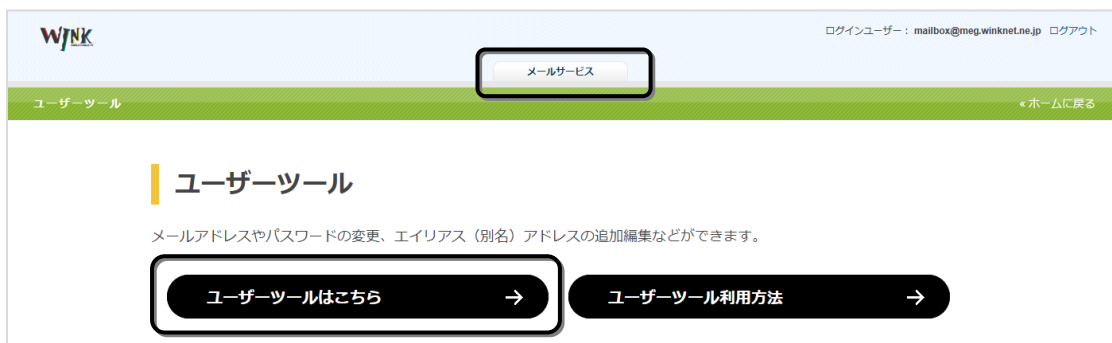 WINK
ログインユーザー： mailbox@meg.winknet.ne.jp ログアウト
メールサービス
ユーザーツール
«ホームに戻る
ユーザーツール
メールアドレスやパスワードの変更、エイリアス（別名）アドレスの追加編集などができます。
ユーザーツールはこちら →
ユーザーツール利用方法 →